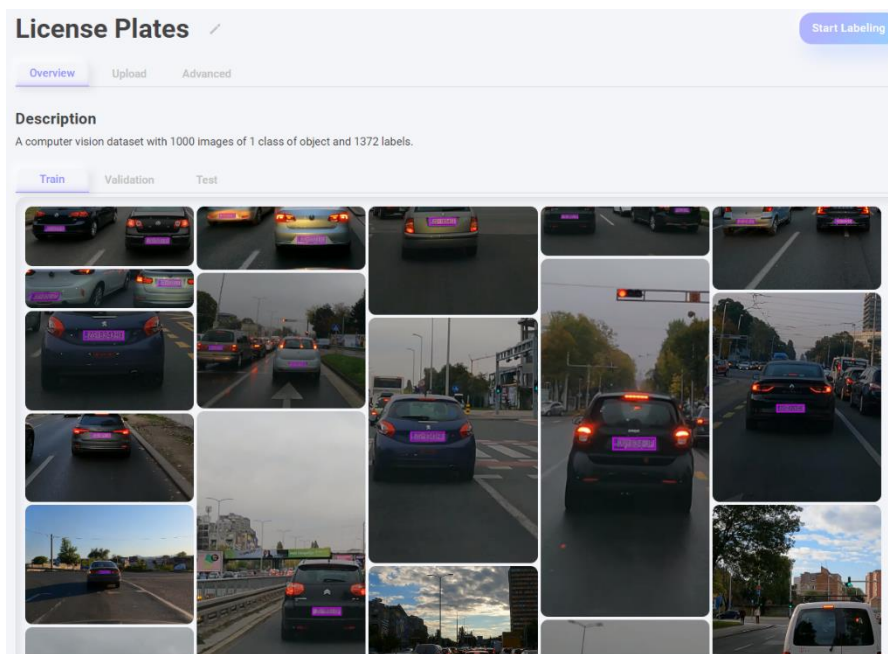 License Plates
Start Labeling
Overview Upload Advanced
Description
A computer vision dataset with 1000 images of 1 class of object and 1372 labels.
Train Validation Test